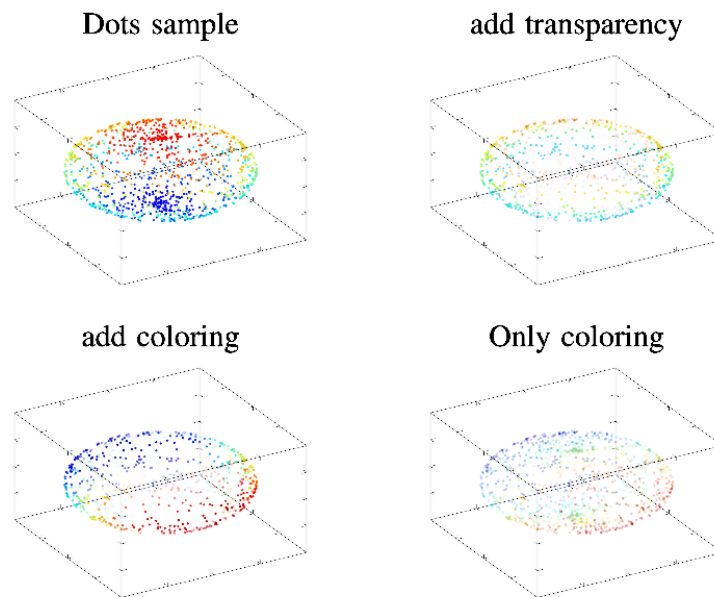 Dots sample
add transparency
add coloring
Only coloring